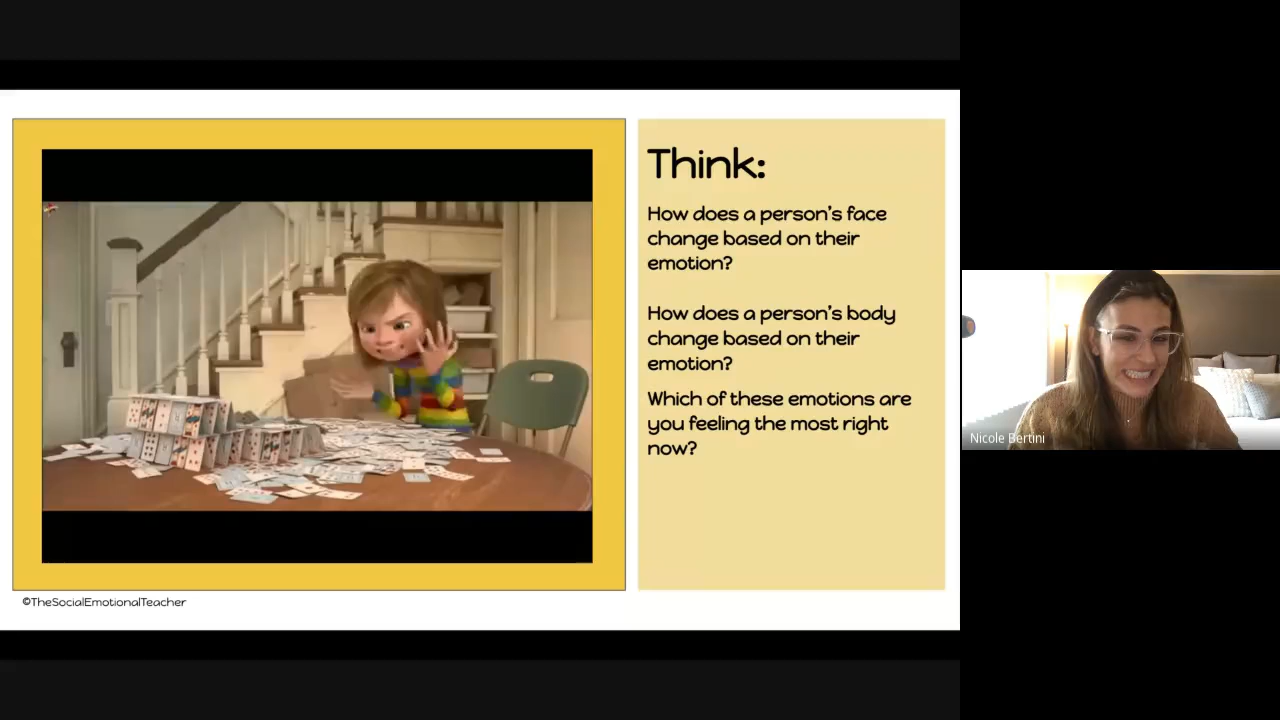 Think:
How does a person's face
change based on their
emotion?
How does a person's body
change based on their
emotion?
Which of these emotions are
you feeling the most right
now?
©TheSocialEmotionalTeacher
Nicole Bertini